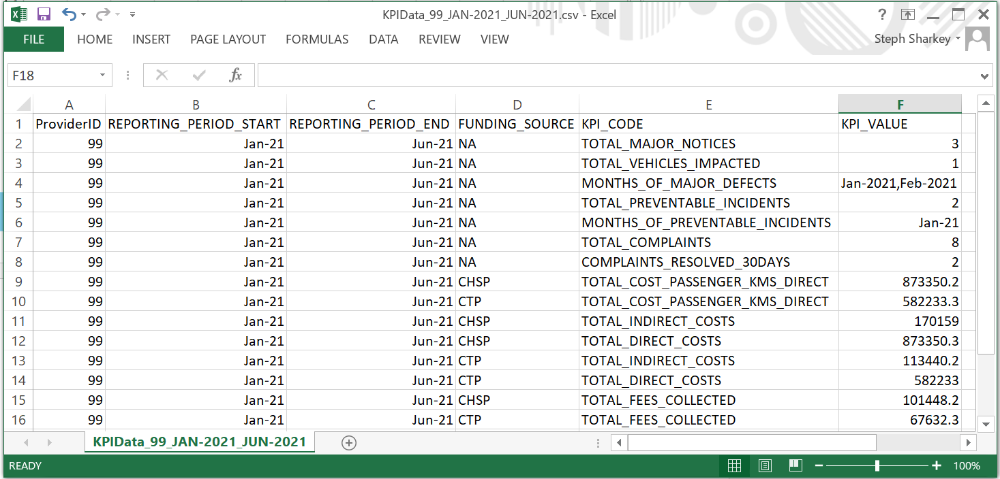 KPIData_99_JAN-2021_JUN-2021.csv - Excel
FILE HOME INSERT PAGE LAYOUT FORMULAS DATA REVIEW VIEW Steph Sharkey
F18 fx
A B C D E F
1 ProviderID REPORTING_PERIOD_START REPORTING_PERIOD_END FUNDING_SOURCE KPI_CODE KPI_VALUE
2 99 Jan-21 Jun-21 NA TOTAL_MAJOR_NOTICES 3
3 99 Jan-21 Jun-21 NA TOTAL_VEHICLES_IMPACTED 1
4 99 Jan-21 Jun-21 NA MONTHS_OF_MAJOR_DEFECTS Jan-2021,Feb-2021
5 99 Jan-21 Jun-21 NA TOTAL_PREVENTABLE_INCIDENTS 2
6 99 Jan-21 Jun-21 NA MONTHS_OF_PREVENTABLE_INCIDENTS Jan-21
7 99 Jan-21 Jun-21 NA TOTAL_COMPLAINTS 8
8 99 Jan-21 Jun-21 NA COMPLAINTS_RESOLVED_30DAYS 2
9 99 Jan-21 Jun-21 CHSP TOTAL_COST_PASSENGER_KMS_DIRECT 873350.2
10 99 Jan-21 Jun-21 CTP TOTAL_COST_PASSENGER_KMS_DIRECT 582233.3
11 99 Jan-21 Jun-21 CHSP TOTAL_INDIRECT_COSTS 170159
12 99 Jan-21 Jun-21 CHSP TOTAL_DIRECT_COSTS 873350.3
13 99 Jan-21 Jun-21 CTP TOTAL_INDIRECT_COSTS 113440.2
14 99 Jan-21 Jun-21 CTP TOTAL_DIRECT_COSTS 582233
15 99 Jan-21 Jun-21 CHSP TOTAL_FEES_COLLECTED 101448.2
16 99 Jan-21 Jun-21 CTP TOTAL_FEES_COLLECTED 67632.3
KPIData_99_JAN-2021_JUN-2021
READY 100%